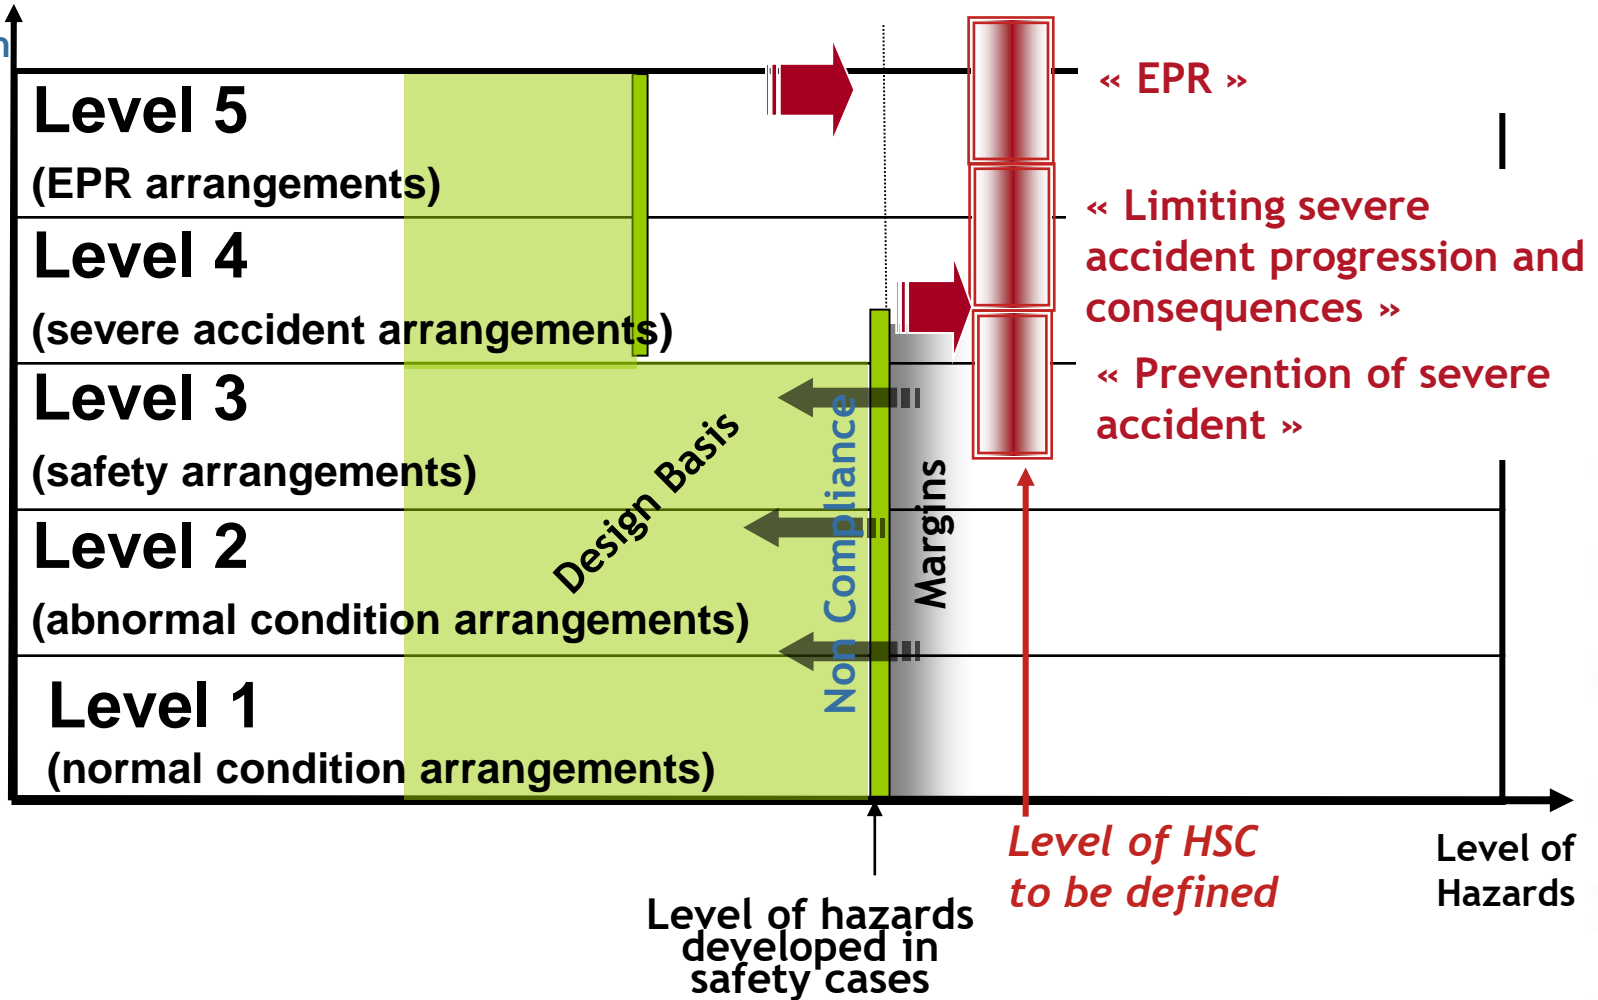 « EPR »
Level 5
(EPR arrangements)
« Limiting severe
accident progression and
consequences »
Level 4
(severe accident arrangements)
« Prevention of severe
accident »
Level 3
(safety arrangements)
Design Basis
Non Compliance
Margins
Level 2
(abnormal condition arrangements)
Level 1
(normal condition arrangements)
Level of HSC
to be defined
Level of
Hazards
Level of hazards
developed in
safety cases